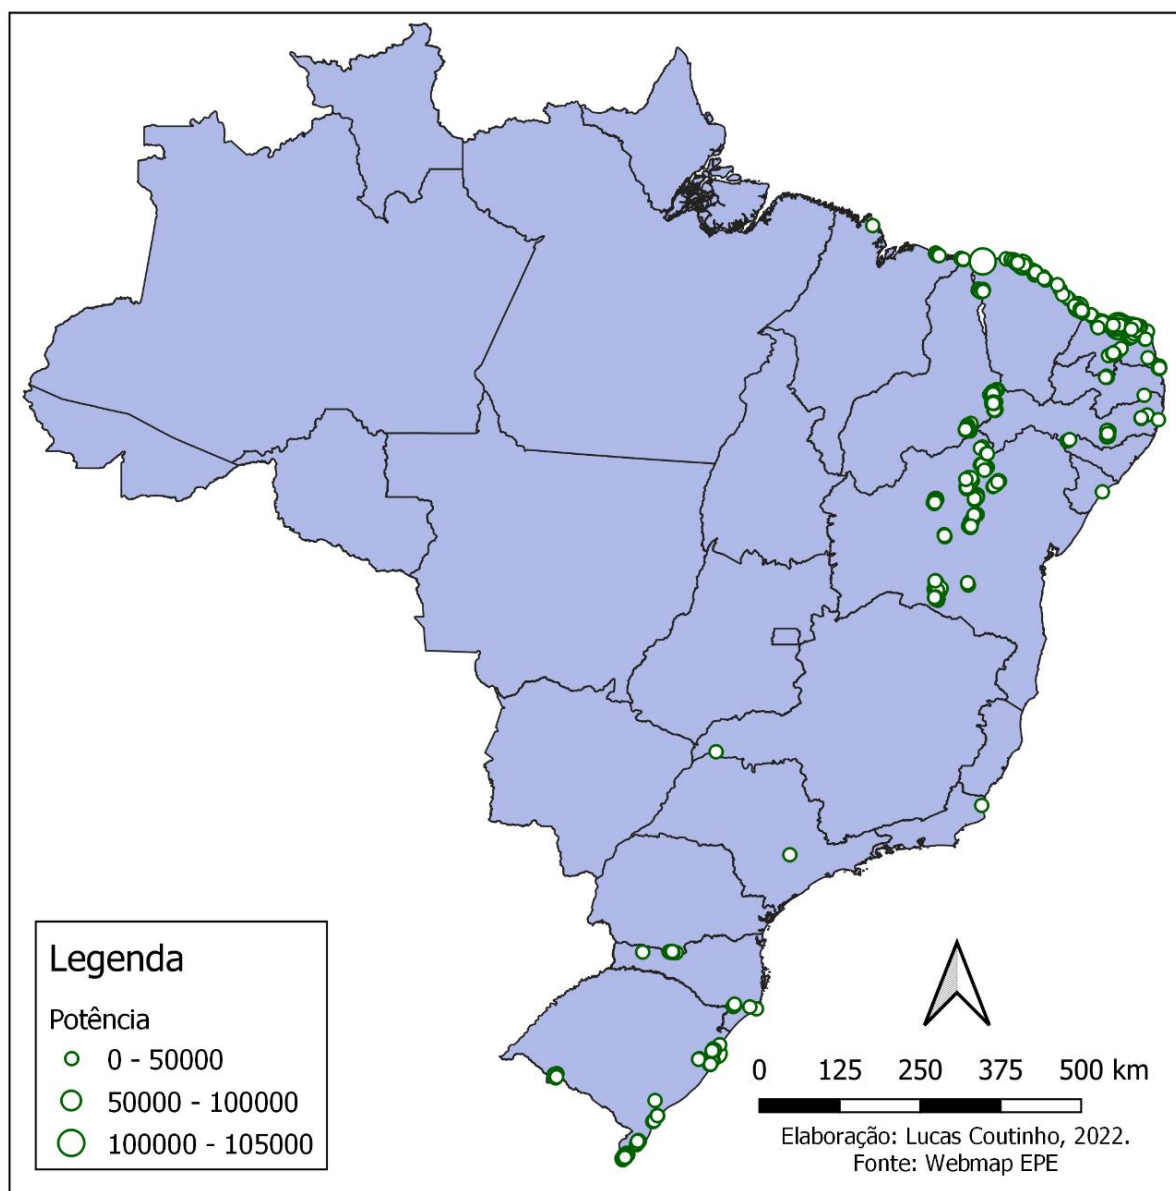 Legenda
Potência
0 - 50000
50000 - 100000
100000 - 105000
0 125 250 375 500 km
Elaboração: Lucas Coutinho, 2022.
Fonte: Webmap EPE